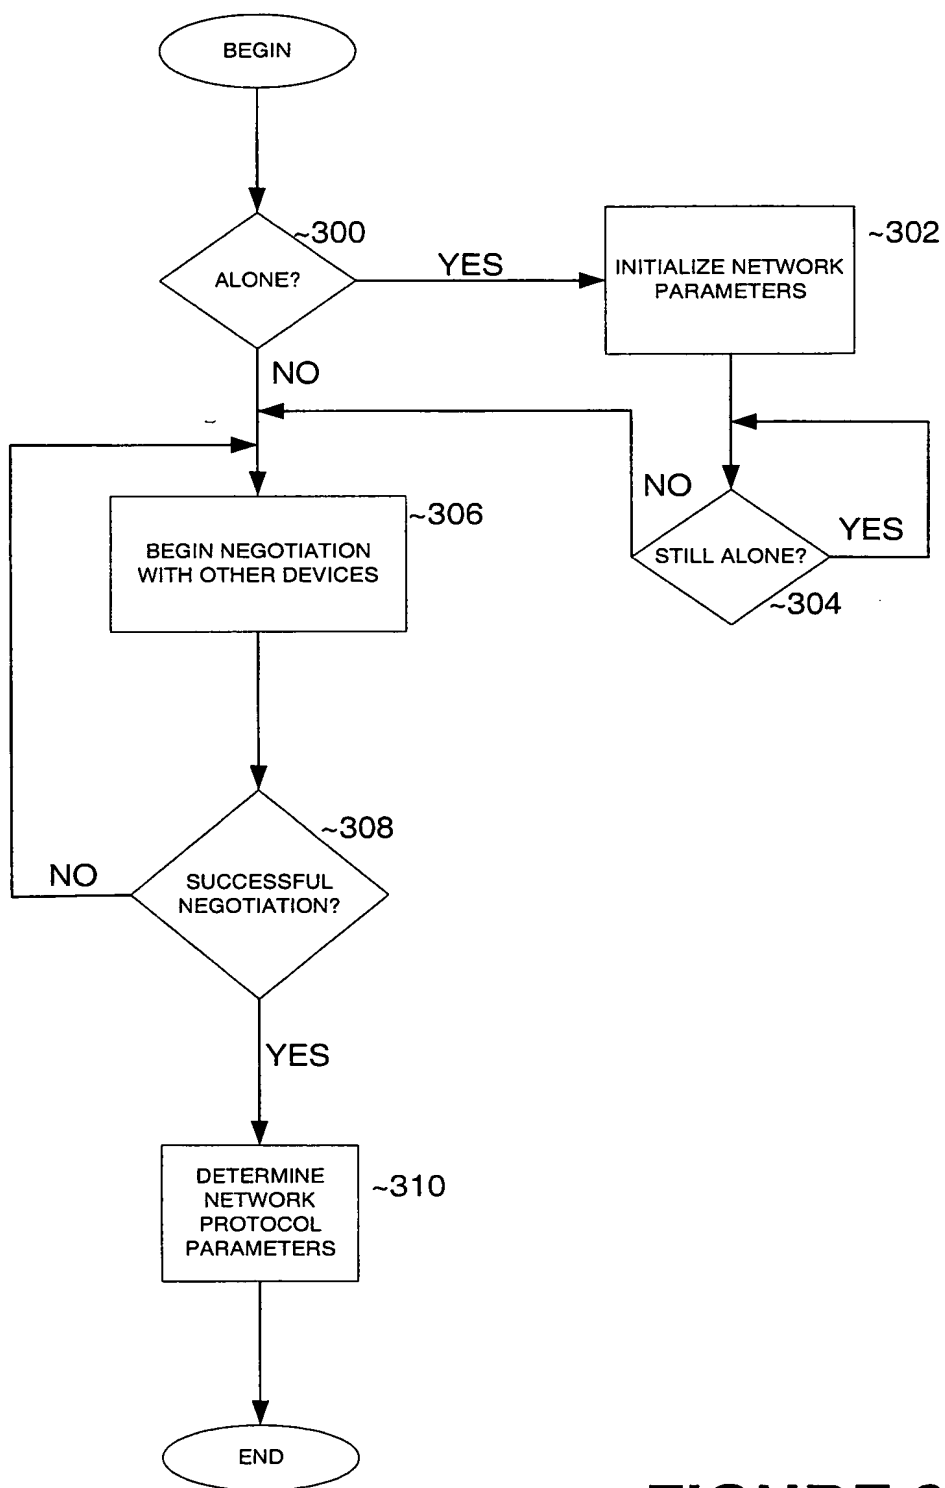 BEGIN
~300
ALONE?
YES
~302
INITIALIZE NETWORK
PARAMETERS
NO
NO
STILL ALONE?
YES
~304
~306
BEGIN NEGOTIATION
WITH OTHER DEVICES
~308
SUCCESSFUL
NEGOTIATION?
NO
YES
DETERMINE
NETWORK
PROTOCOL
PARAMETERS
~310
END